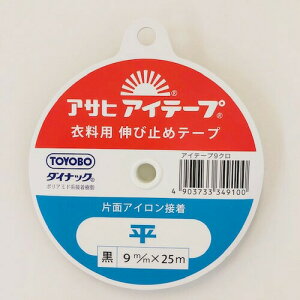 アサヒ アイテープ®
衣料用 伸び止めテープ
TOYOBO
ダイナック®
ポリアミド系接着樹脂
アイテープ9クロ
4 903733 349100
片面アイロン接着
平
黒 9 m/m×25m